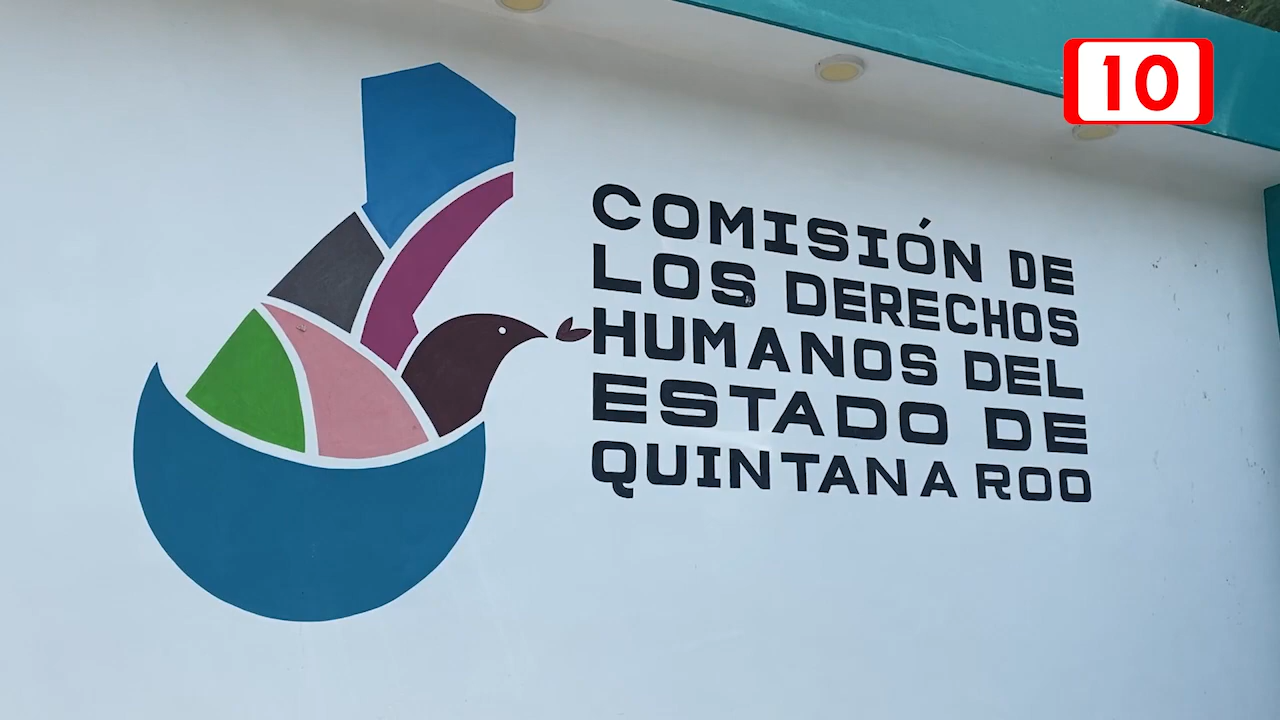 10
COMISIÓN DE
LOS DERECHOS
HUMANOS DEL
ESTADO DE
QUINTANA ROO